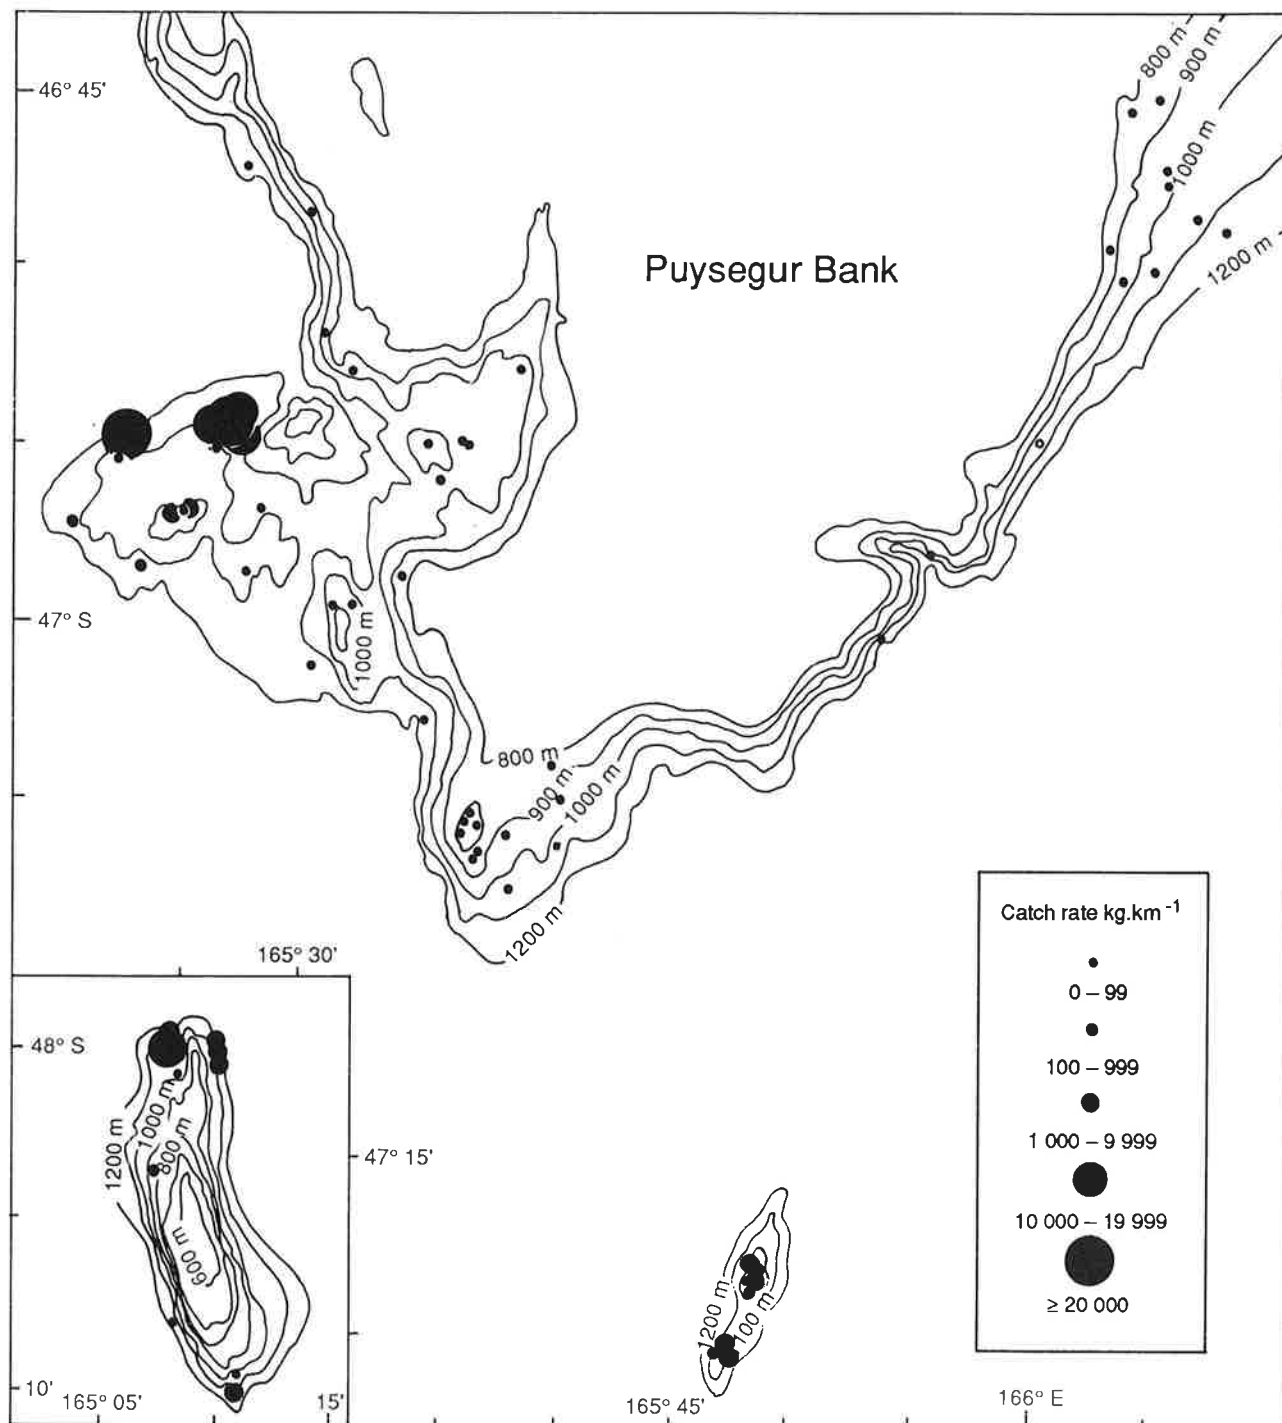 800 m
900 m
46° 45'
1000 m
Puysegur Bank
1200 m
47° S
1000 m
800 m
900 m
1000 m
1200 m
Catch rate kg.km⁻¹
0 – 99
100 – 999
1 000 – 9 999
10 000 – 19 999
≥ 20 000
165° 30'
48° S
1000 m
1200 m
800 m
600 m
47° 15'
1200 m
100 m
10'
165° 05'
15'
165° 45'
166° E